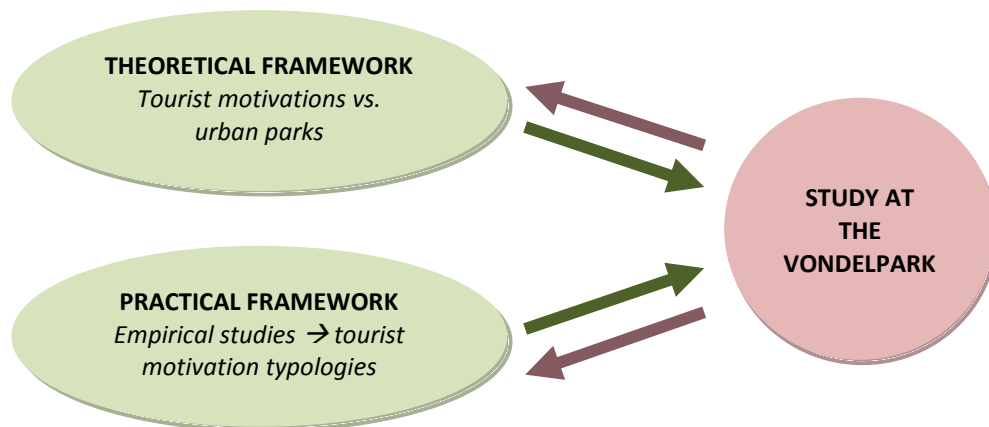 THEORETICAL FRAMEWORK
Tourist motivations vs.
urban parks
STUDY AT
THE
VONDELPARK
PRACTICAL FRAMEWORK
Empirical studies → tourist
motivation typologies